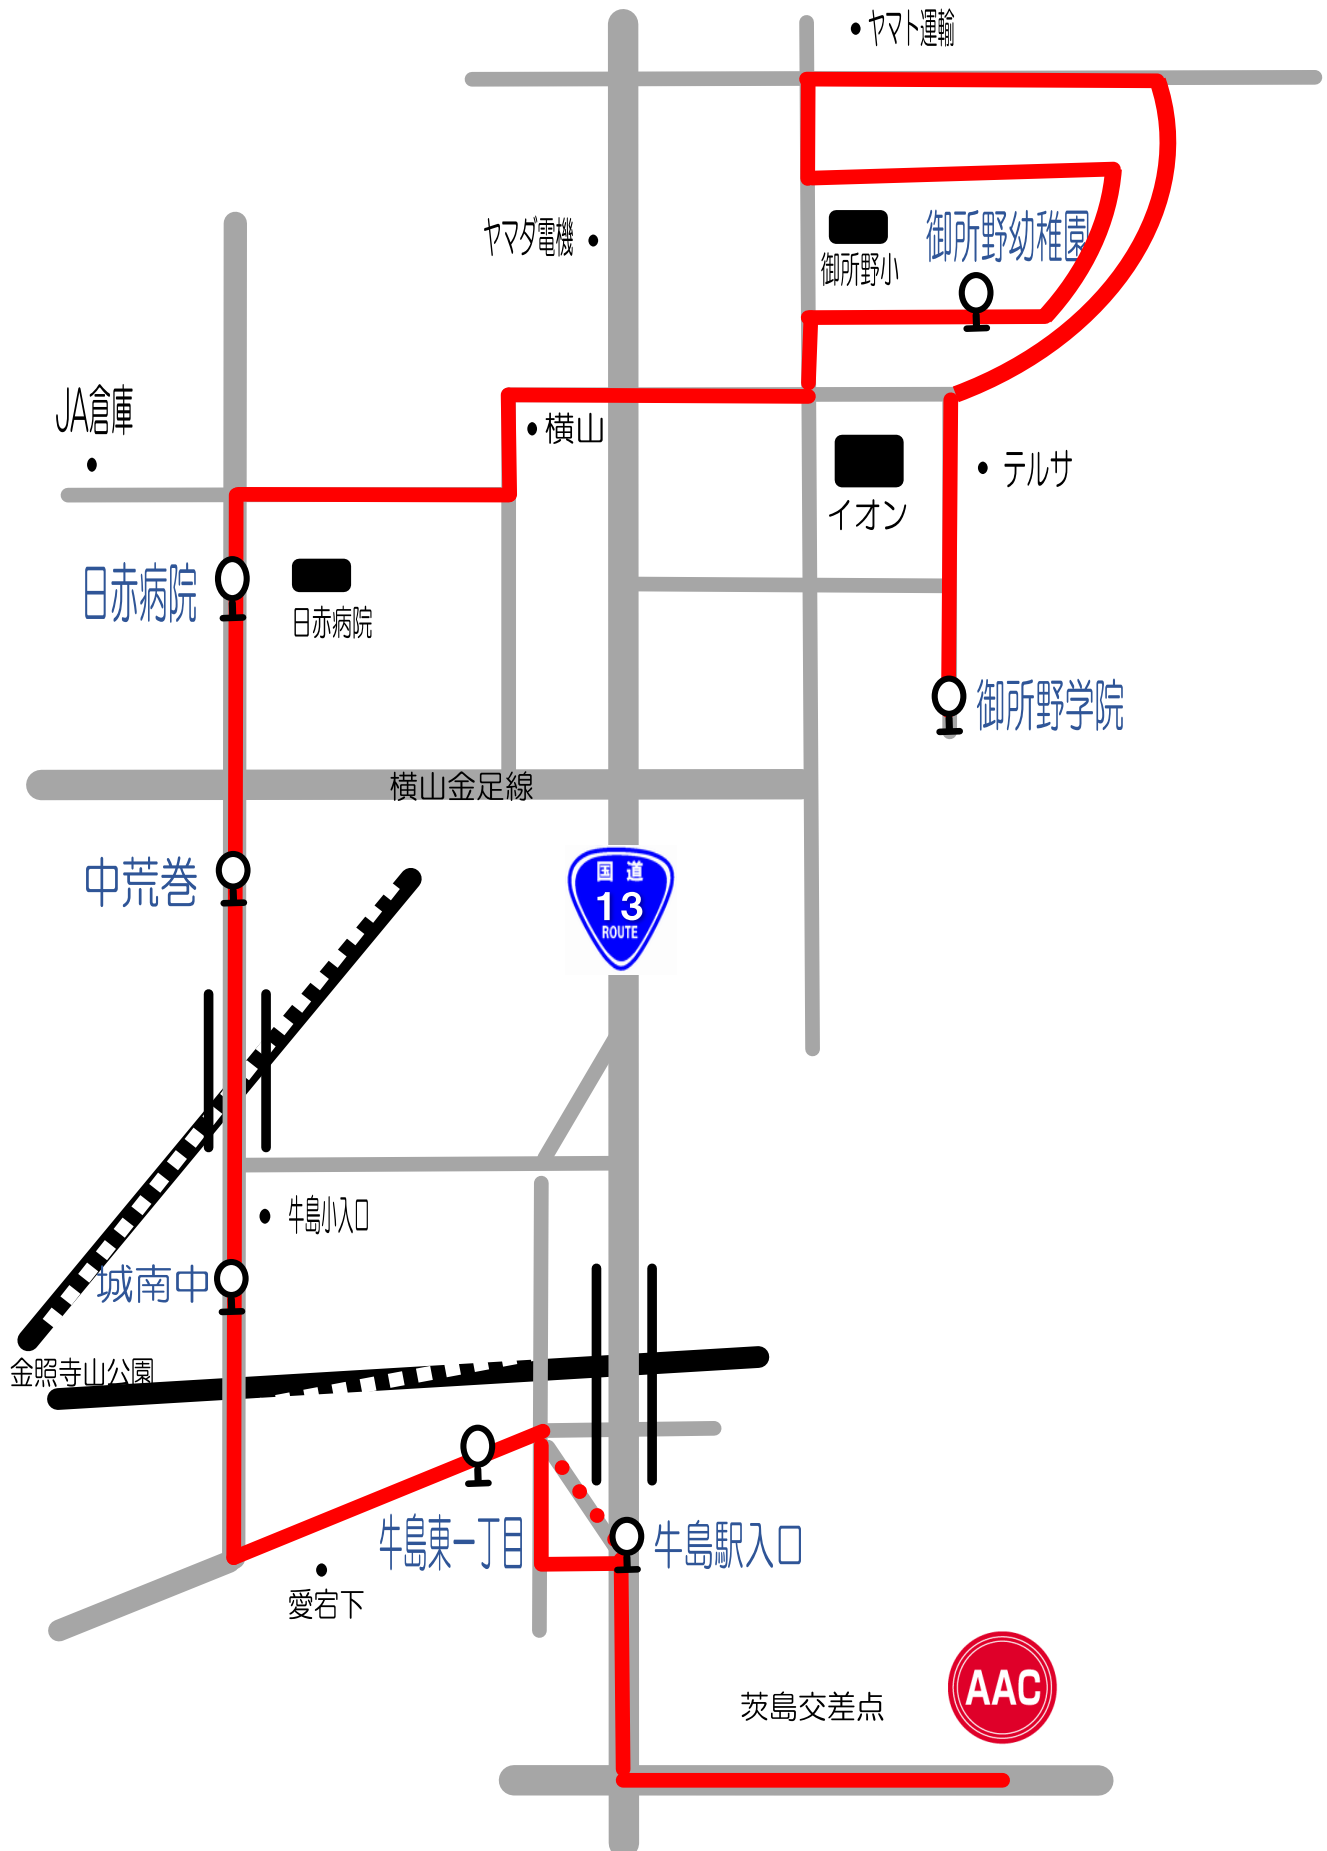 ヤマト運輸
ヤマダ電機
御所野幼稚園
御所野小
JA倉庫
横山
テルサ
イオン
日赤病院
日赤病院
御所野学院
横山金足線
中荒巻
国道
13
ROUTE
牛島小入口
城南中
金照寺山公園
牛島東一丁目
牛島駅入口
愛宕下
茨島交差点
AAC